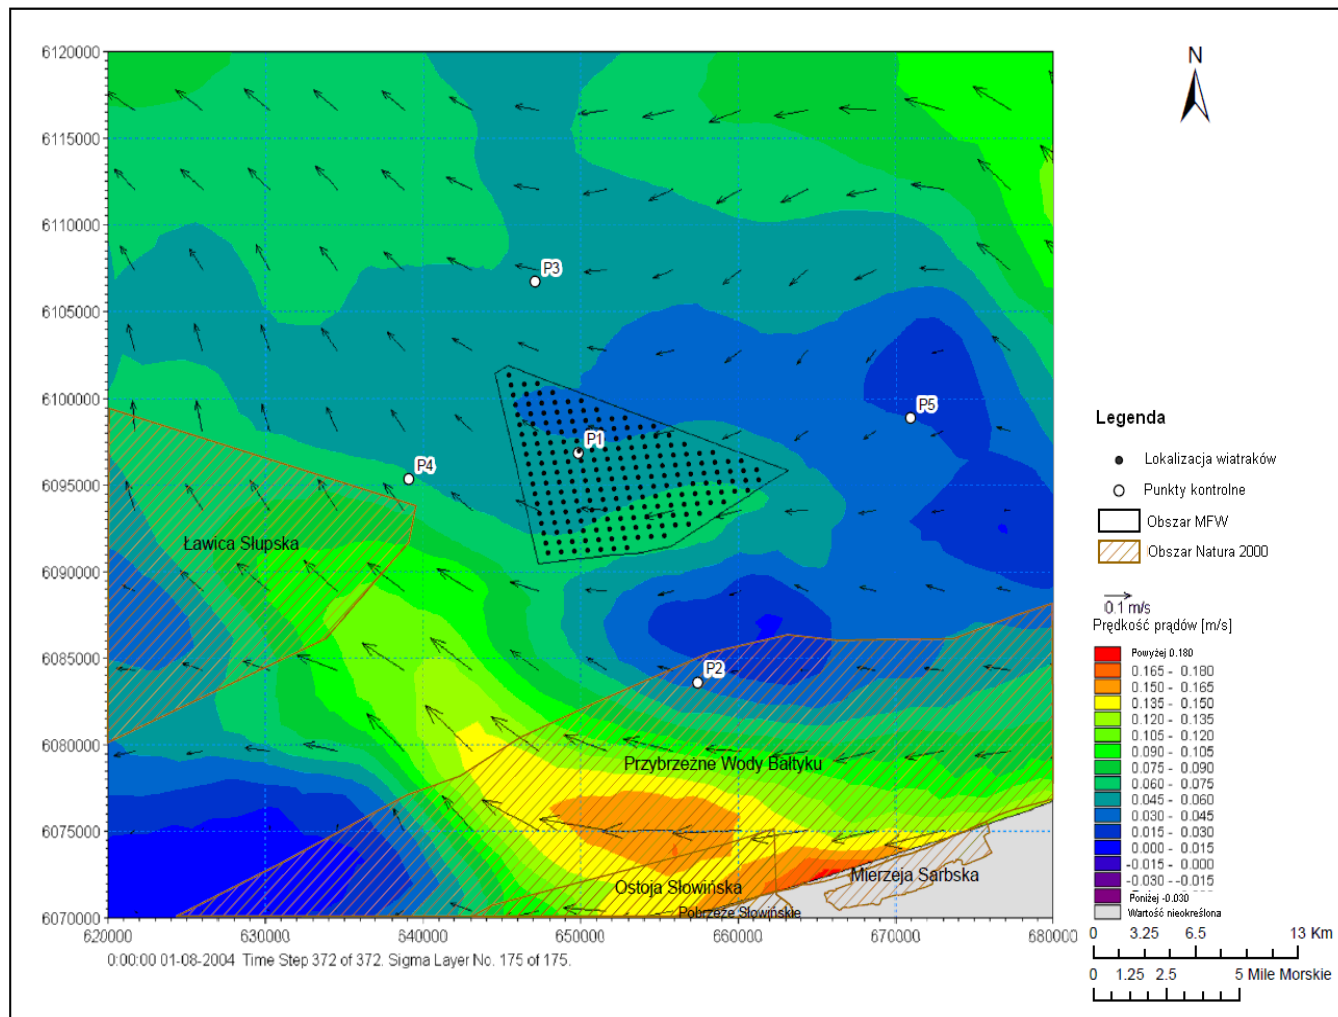 N
6120000
6115000
6110000
6105000
6100000
6095000
6090000
6085000
6080000
6075000
6070000
620000
630000
640000
650000
660000
670000
680000
P3
P5
P1
P4
P2
Ławica Słupska
Przybrzeżne Wody Bałtyku
Ostoja Słowińska
Mierzeja Sarbska
Pobrzeże Słowińskie
0:00:00 01-08-2004 Time Step 372 of 372. Sigma Layer No. 175 of 175.
Legenda
Lokalizacja wiatraków
Punkty kontrolne
Obszar MFW
Obszar Natura 2000
0.1 m/s
Prędkość prądów [m/s]
Powyżej 0.180
0.165 - 0.180
0.150 - 0.165
0.135 - 0.150
0.120 - 0.135
0.105 - 0.120
0.090 - 0.105
0.075 - 0.090
0.060 - 0.075
0.045 - 0.060
0.030 - 0.045
0.015 - 0.030
0.000 - 0.015
-0.015 - 0.000
-0.030 - -0.015
Poniżej -0.030
Wartość nieokreślona
0 3.25 6.5 13 Km
0 1.25 2.5 5 Mile Morskie